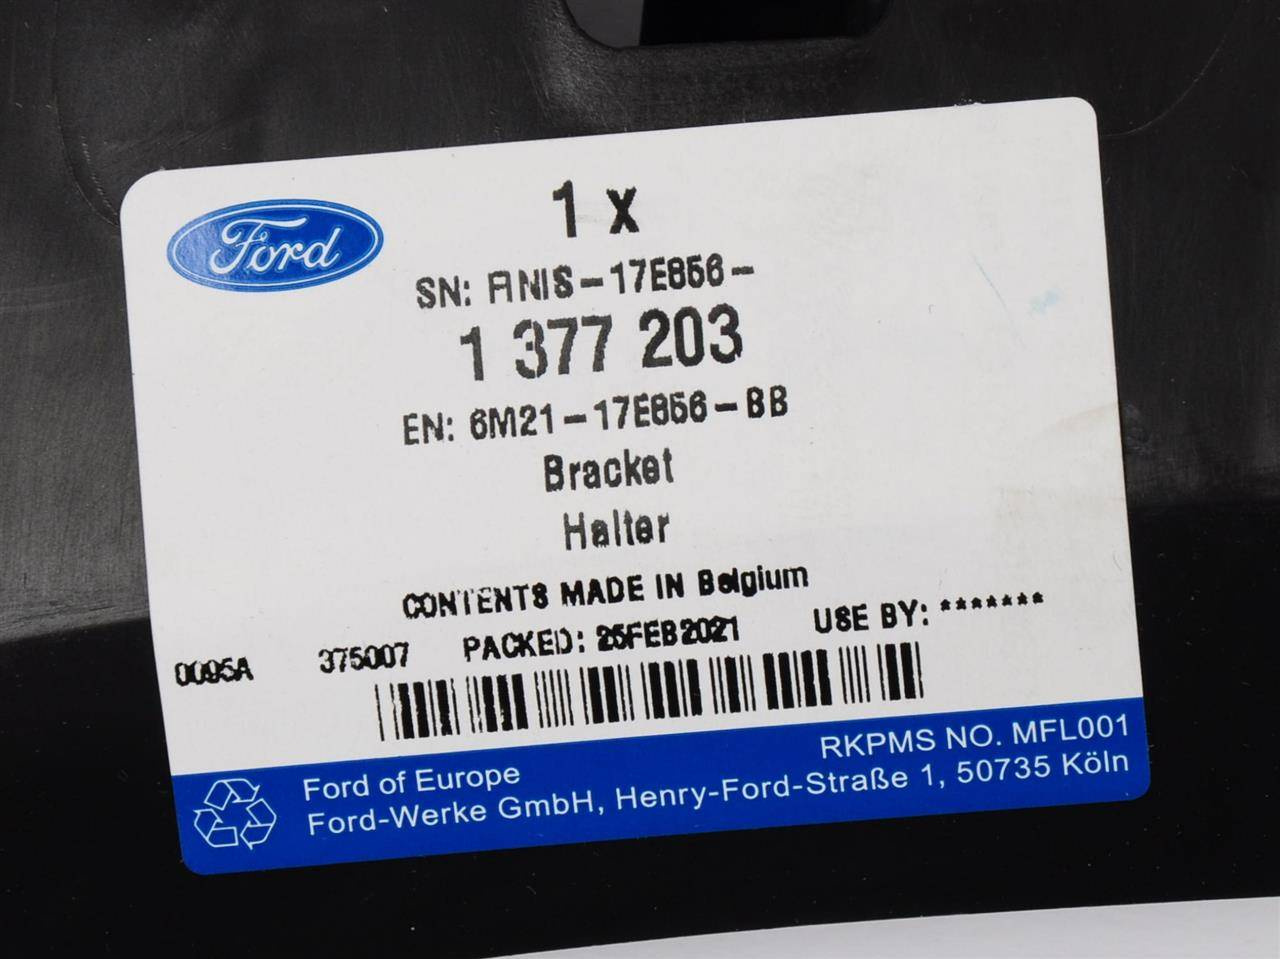 Ford
1 x
SN: FINIS-17E856-
1 377 203
EN: 6M21-17E856-BB
Bracket
Halter
CONTENTS MADE IN Belgium
0095A 375007 PACKED: 25FEB2021 USE BY: *******
RKPMS NO. MFL001
Ford of Europe
Ford-Werke GmbH, Henry-Ford-Straße 1, 50735 Köln